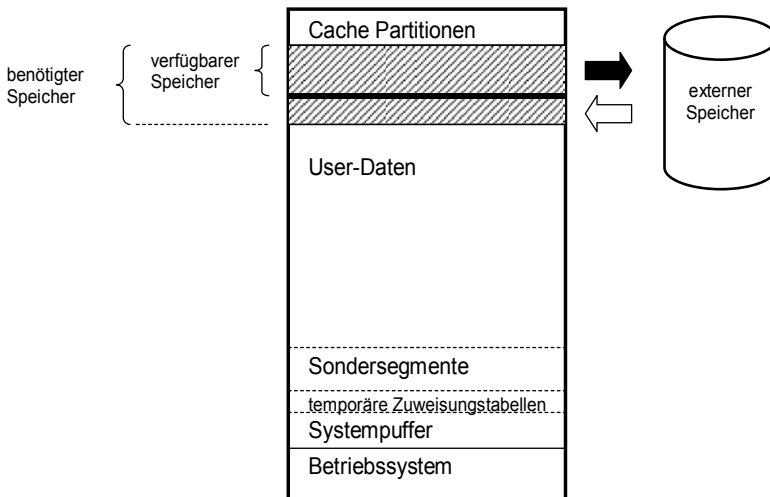 Cache Partitionen
verfügbarer
Speicher
benötigter
Speicher
externer
Speicher
User-Daten
Sondersegmente
temporäre Zuweisungstabellen
Systempuffer
Betriebssystem